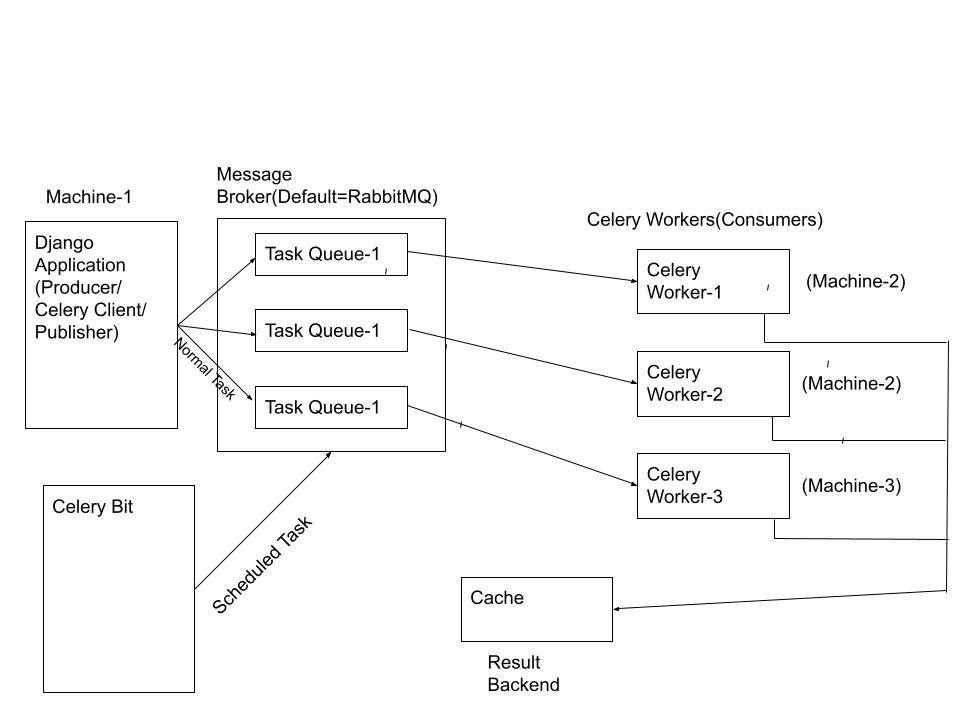 Machine-1
Message
Broker(Default=RabbitMQ)
Celery Workers(Consumers)
Django
Application
(Producer/
Celery Client/
Publisher)
Task Queue-1
Task Queue-1
Task Queue-1
Normal Task
Celery
Worker-1
(Machine-2)
Celery
Worker-2
(Machine-2)
Celery
Worker-3
(Machine-3)
Celery Bit
Scheduled Task
Cache
Result
Backend